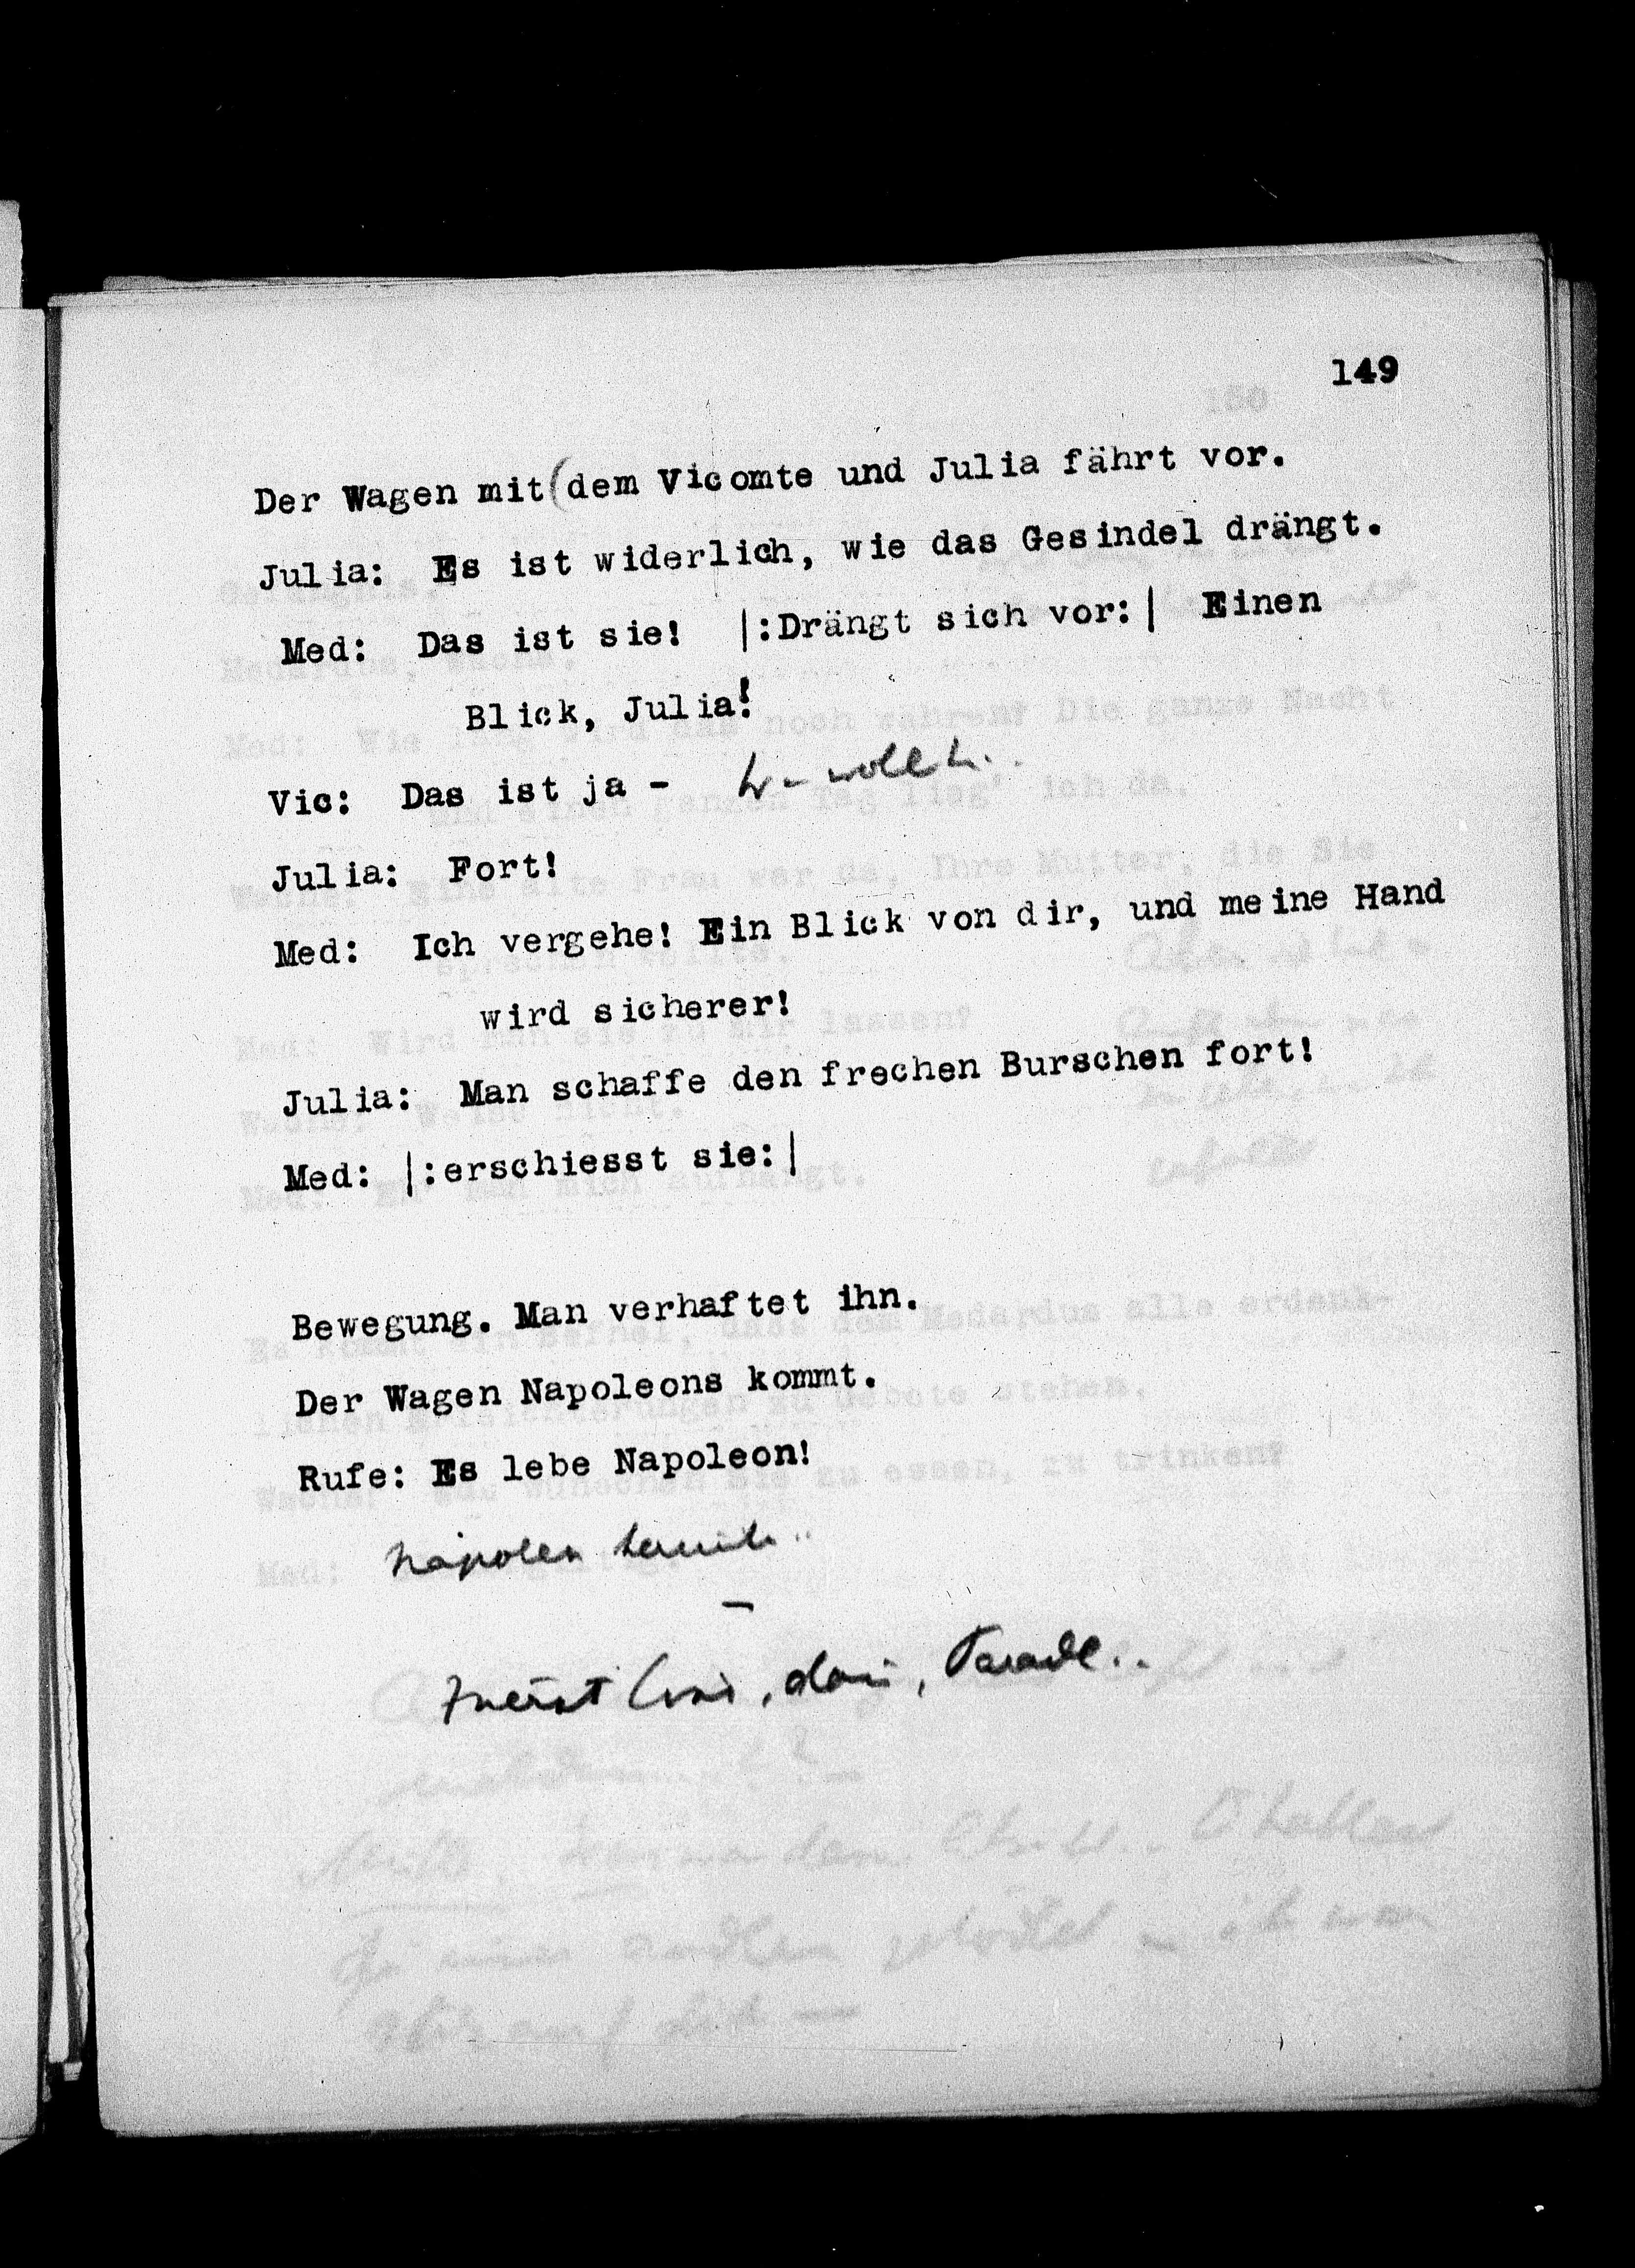 149
Der Wagen mit (dem Vicomte und Julia fährt vor.
Julia: Es ist widerlich, wie das Gesindel drängt.
Med: Das ist sie! |:Drängt sich vor:| Einen
Blick, Julia!
Vic: Das ist ja -
Julia: Fort!
Med: Ich vergehe! Ein Blick von dir, und meine Hand
wird sicherer!
Julia: Man schaffe den frechen Burschen fort!
Med: |:erschiesst sie:|
Bewegung. Man verhaftet ihn.
Der Wagen Napoleons kommt.
Rufe: Es lebe Napoleon!
Napoleon
Zuerst Parade..